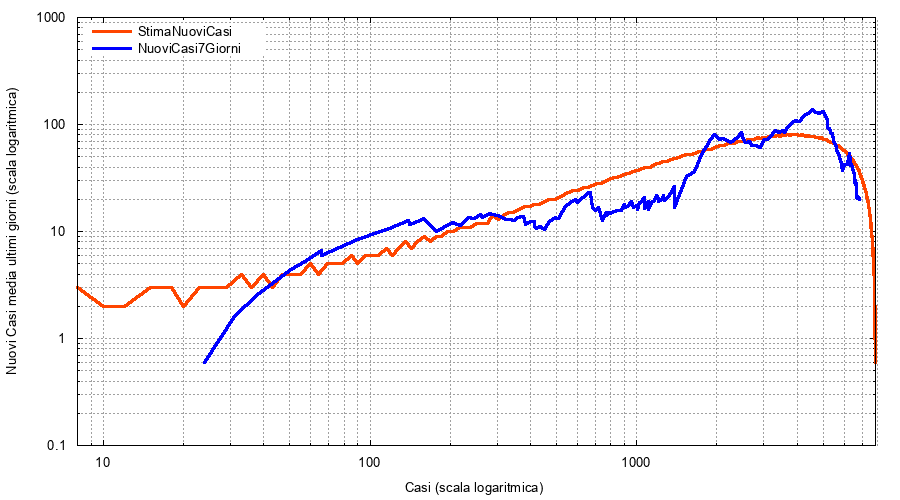 1000
100
10
1
0.1
StimaNuoviCasi
NuoviCasi7Giorni
Nuovi Casi media ultimi giorni (scala logaritmica)
10
100
1000
Casi (scala logaritmica)